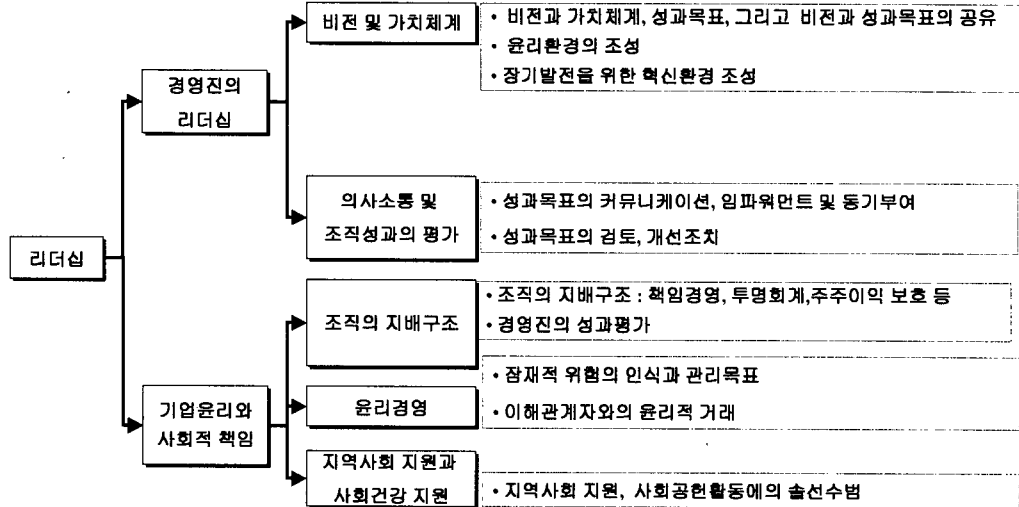 비전 및 가치체계
• 비전과 가치체계, 성과목표, 그리고 비전과 성과목표의 공유
• 윤리환경의 조성
• 장기발전을 위한 혁신환경 조성
경영진의
리더십
의사소통 및
조직성과의 평가
• 성과목표의 커뮤니케이션, 임파워먼트 및 동기부여
• 성과목표의 검토, 개선조치
리더십
조직의 지배구조
• 조직의 지배구조 : 책임경영, 투명회계,주주이익 보호 등
• 경영진의 성과평가
기업윤리와
사회적 책임
윤리경영
• 잠재적 위험의 인식과 관리목표
• 이해관계자와의 윤리적 거래
지역사회 지원과
사회건강 지원
• 지역사회 지원, 사회공헌활동에의 솔선수범